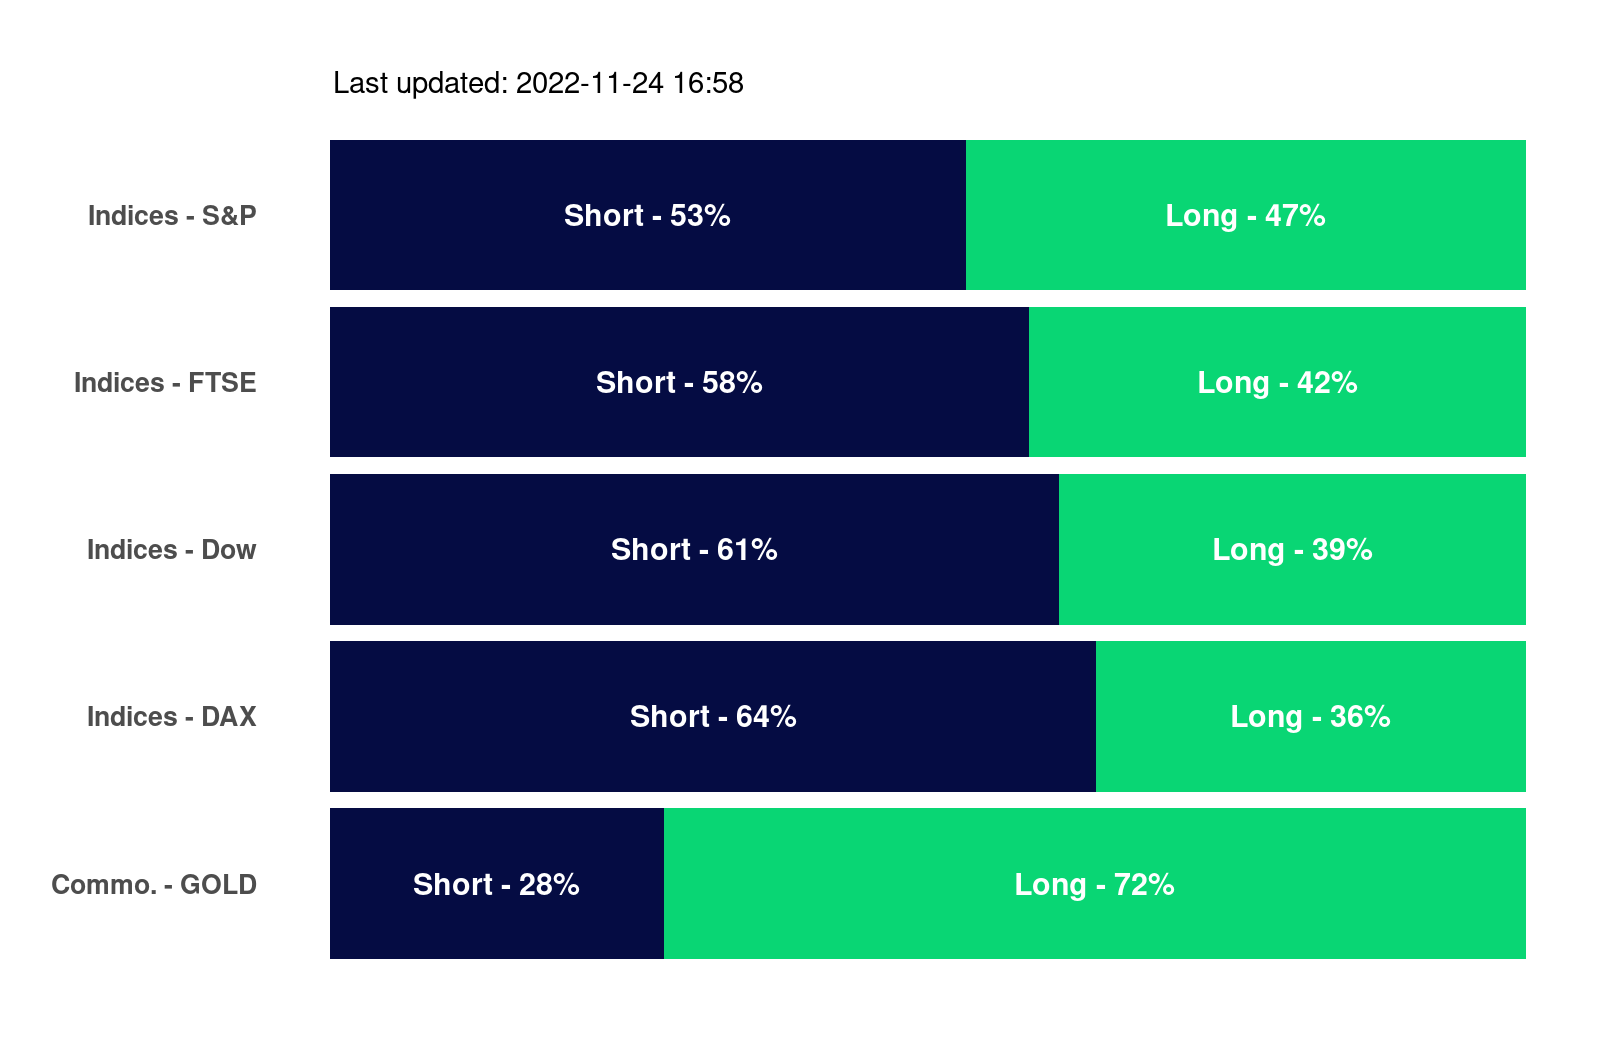 Last updated: 2022-11-24 16:58
Indices - S&P Short - 53% Long - 47%
Indices - FTSE Short - 58% Long - 42%
Indices - Dow Short - 61% Long - 39%
Indices - DAX Short - 64% Long - 36%
Commo. - GOLD Short - 28% Long - 72%